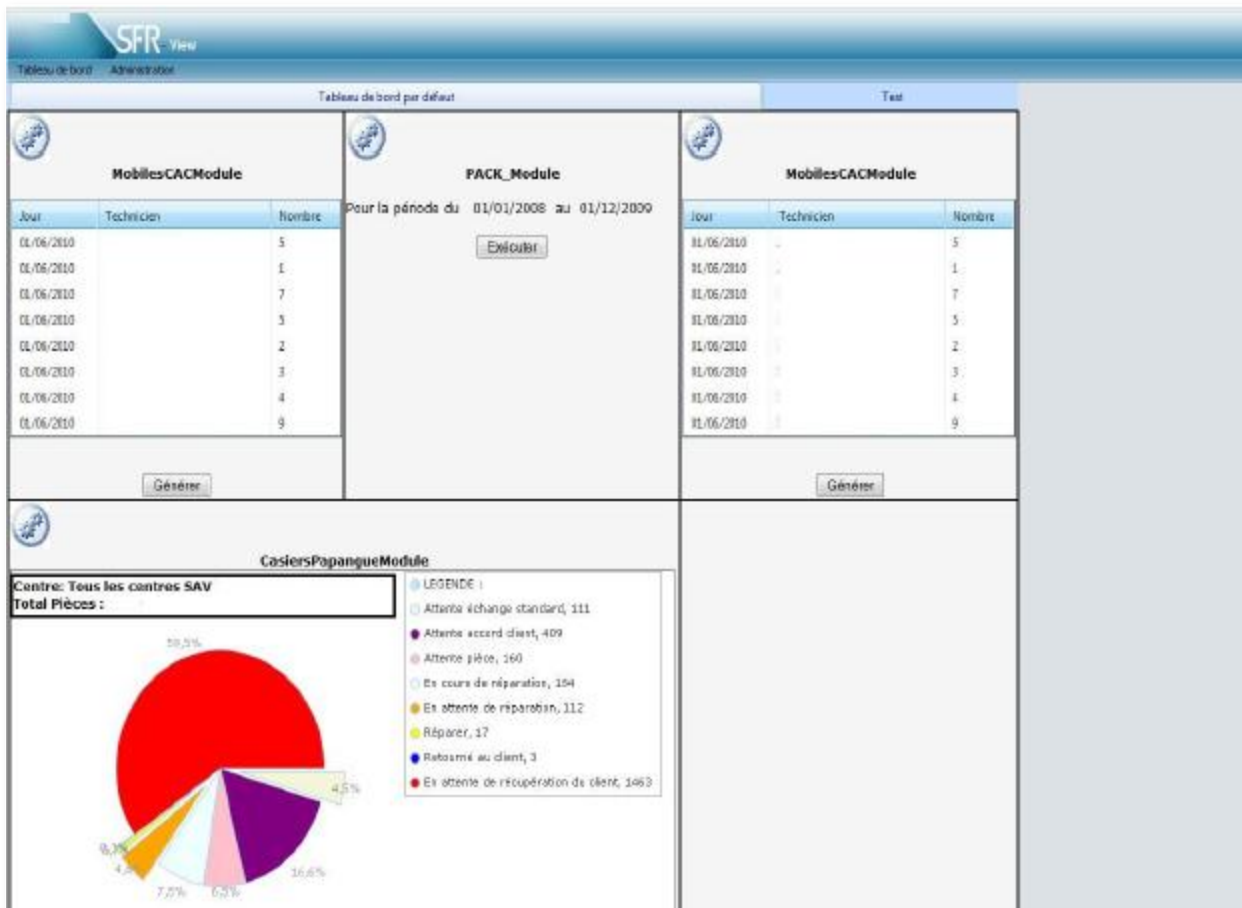 SFR - View
Tableau de bord Administration
Tableau de bord par défaut Test
MobilesCACModule
Jour Technicien Nombre
01/06/2010 5
01/06/2010 1
01/06/2010 7
01/06/2010 5
01/06/2010 2
01/06/2010 3
01/06/2010 4
01/06/2010 9
Générer
PACK_Module
Pour la période du 01/01/2008 au 01/12/2009
Exécuter
MobilesCACModule
Jour Technicien Nombre
01/06/2010 5
01/06/2010 1
01/06/2010 7
01/06/2010 5
01/06/2010 2
01/06/2010 3
01/06/2010 4
01/06/2010 9
Générer
CasiersPapangueModule
Centre: Tous les centres SAV
Total Pièces :
LEGENDE :
Attente échange standard, 111
Attente accord client, 409
Attente pièce, 160
En cours de réparation, 184
En attente de réparation, 112
Réparer, 17
Retourné au client, 3
En attente de récupération du client, 1463
59,5%
4,5%
16,6%
6,5%
7,5%